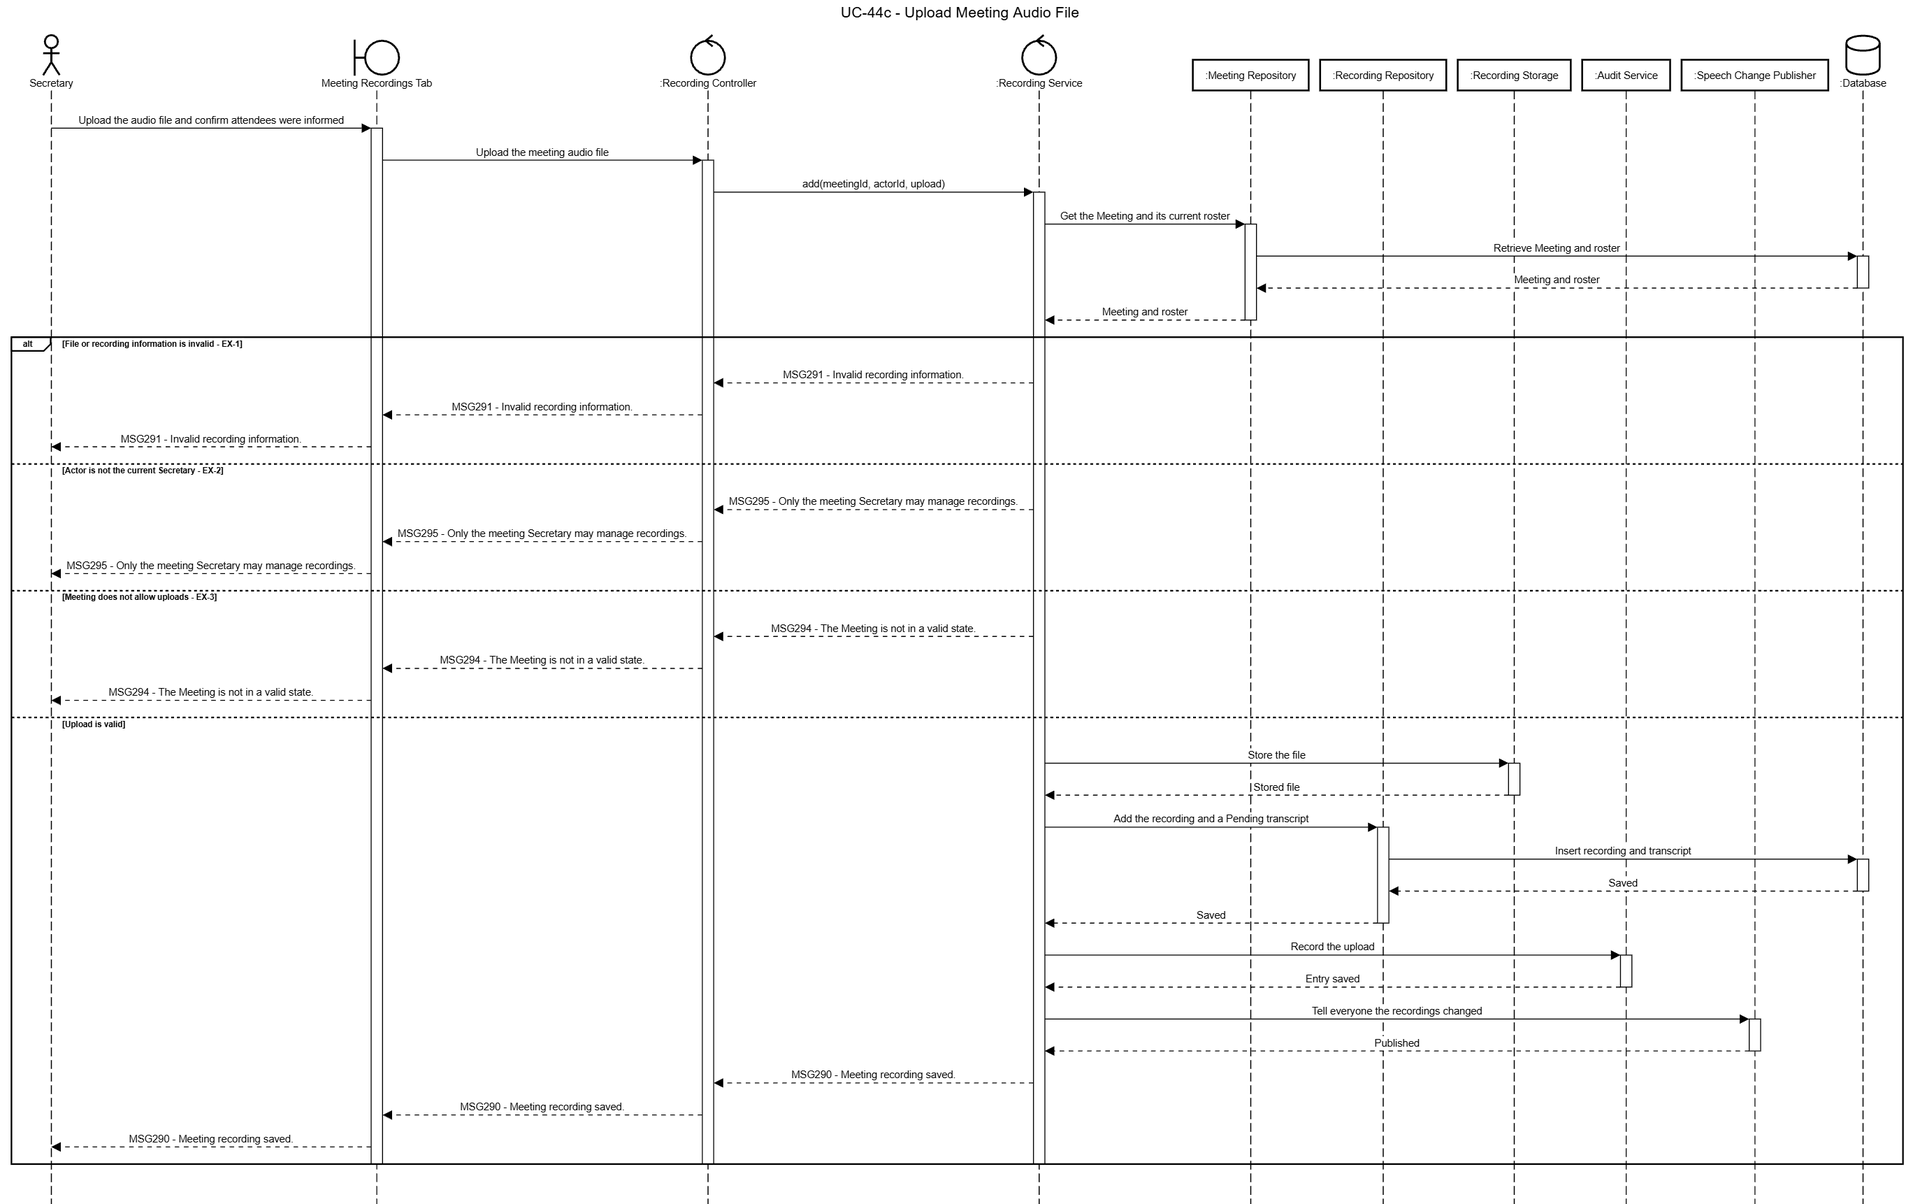 UC-44c - Upload Meeting Audio File
Secretary
Meeting Recordings Tab
:Recording Controller
:Recording Service
:Meeting Repository
:Recording Repository
:Recording Storage
:Audit Service
:Speech Change Publisher
:Database
Upload the audio file and confirm attendees were informed
Upload the meeting audio file
add(meetingId, actorId, upload)
Get the Meeting and its current roster
Retrieve Meeting and roster
Meeting and roster
Meeting and roster
alt
[File or recording information is invalid - EX-1]
MSG291 - Invalid recording information.
MSG291 - Invalid recording information.
MSG291 - Invalid recording information.
[Actor is not the current Secretary - EX-2]
MSG295 - Only the meeting Secretary may manage recordings.
MSG295 - Only the meeting Secretary may manage recordings.
MSG295 - Only the meeting Secretary may manage recordings.
[Meeting does not allow uploads - EX-3]
MSG294 - The Meeting is not in a valid state.
MSG294 - The Meeting is not in a valid state.
MSG294 - The Meeting is not in a valid state.
[Upload is valid]
Store the file
Stored file
Add the recording and a Pending transcript
Insert recording and transcript
Saved
Saved
Record the upload
Entry saved
Tell everyone the recordings changed
Published
MSG290 - Meeting recording saved.
MSG290 - Meeting recording saved.
MSG290 - Meeting recording saved.